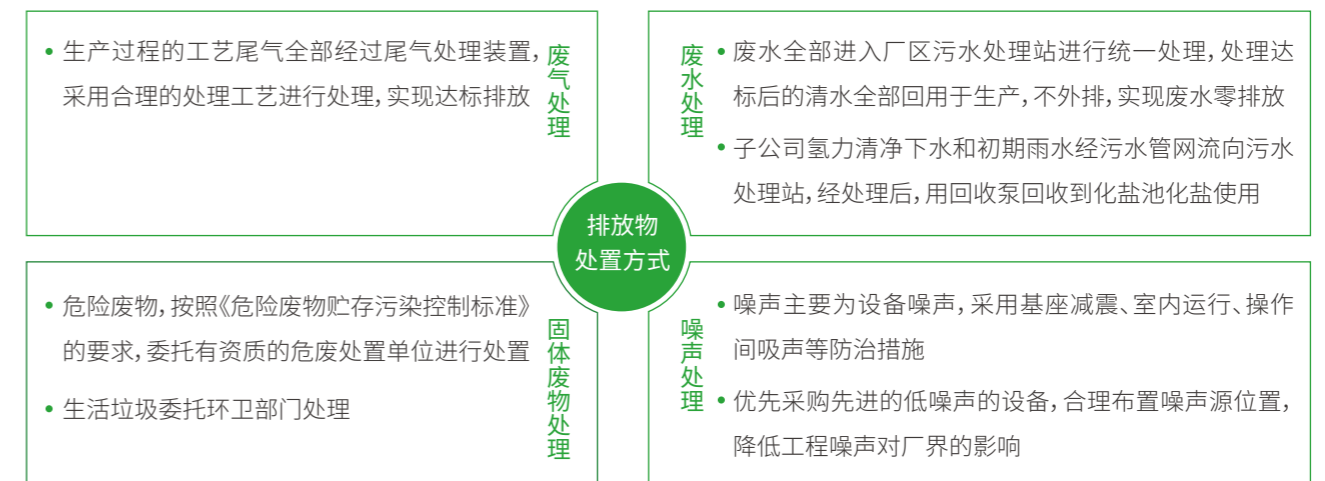 • 生产过程的工艺尾气全部经过尾气处理装置，
采用合理的处理工艺进行处理，实现达标排放
废气处理
废水处理
• 废水全部进入厂区污水处理站进行统一处理，处理达
标后的清水全部回用于生产，不外排，实现废水零排放
• 子公司氢力清净下水和初期雨水经污水管网流向污水
处理站，经处理后，用回收泵回收到化盐池化盐使用
排放物
处置方式
• 危险废物，按照《危险废物贮存污染控制标准》
的要求，委托有资质的危废处置单位进行处置
• 生活垃圾委托环卫部门处理
固体废物处理
噪声处理
• 噪声主要为设备噪声，采用基座减震、室内运行、操作
间吸声等防治措施
• 优先采购先进的低噪声的设备，合理布置噪声源位置，
降低工程噪声对厂界的影响